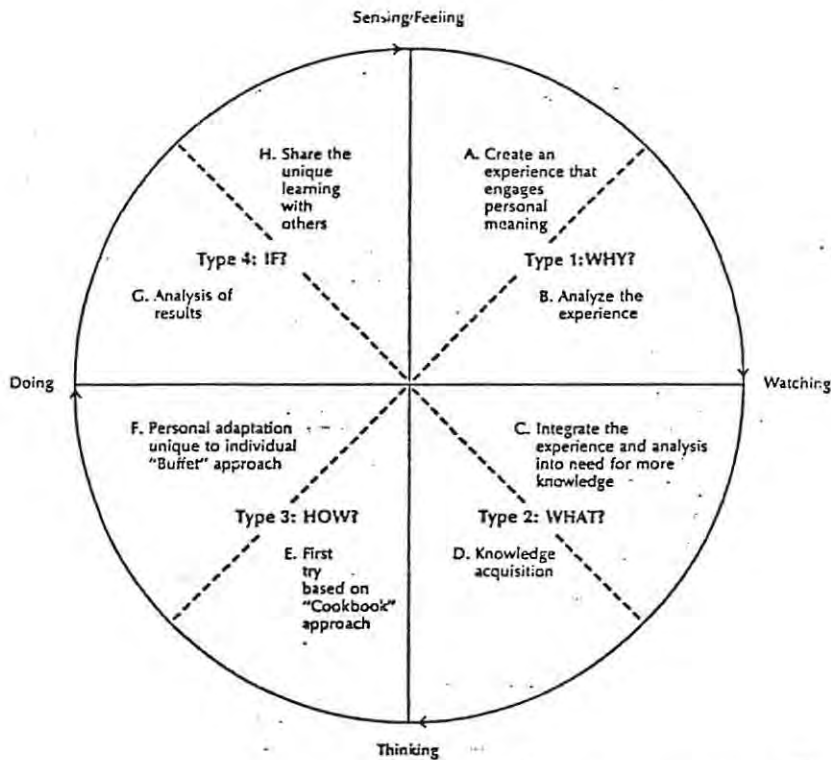 Sensing/Feeling
H. Share the
unique
learning
with
others
A. Create an
experience that
engages
personal
meaning
Type 4: IF?
Type 1:WHY?
G. Analysis of
results
B. Analyze the
experience
Doing
Watching
F. Personal adaptation
unique to individual
"Buffet" approach
C. Integrate the
experience and analysis
into need for more
knowledge
Type 3: HOW?
Type 2: WHAT?
E. First
try
based on
"Cookbook"
approach
D. Knowledge
acquisition
Thinking